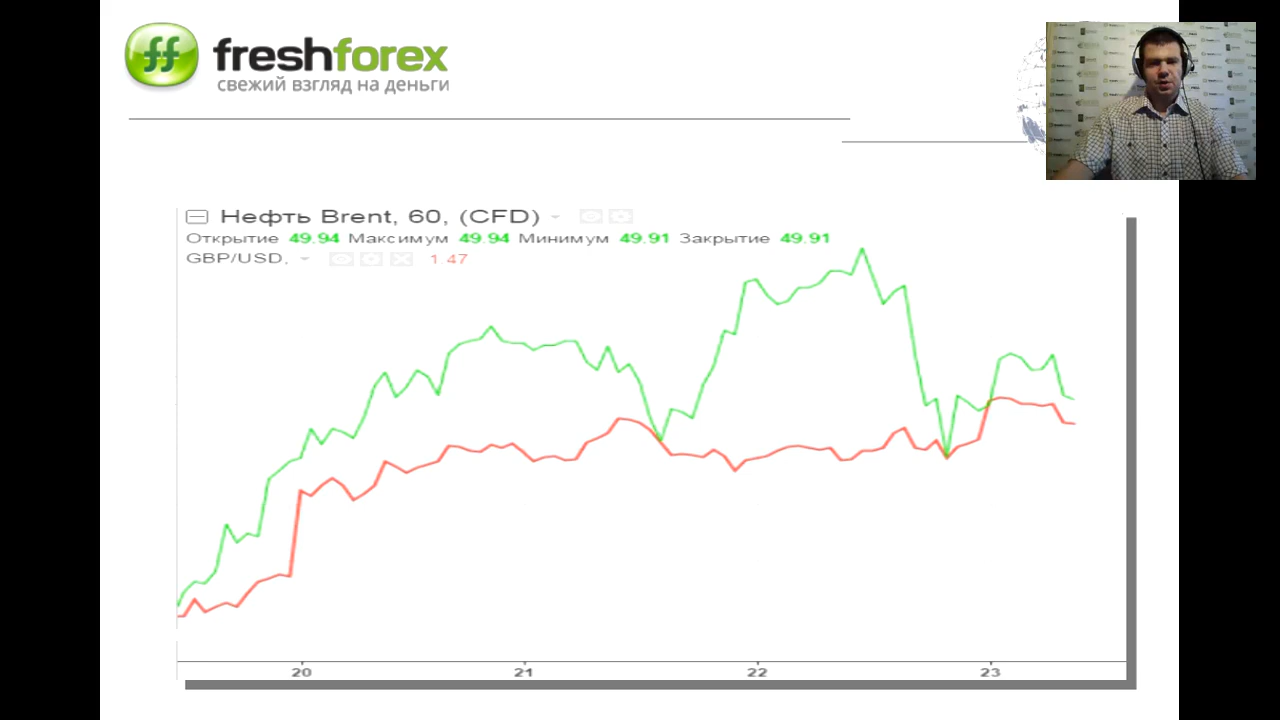 ff freshforex
свежий взгляд на деньги
Нефть Brent, 60, (CFD)
Открытие 49.94 Максимум 49.94 Минимум 49.91 Закрытие 49.91
GBP/USD, 1 47
20 21 22 23